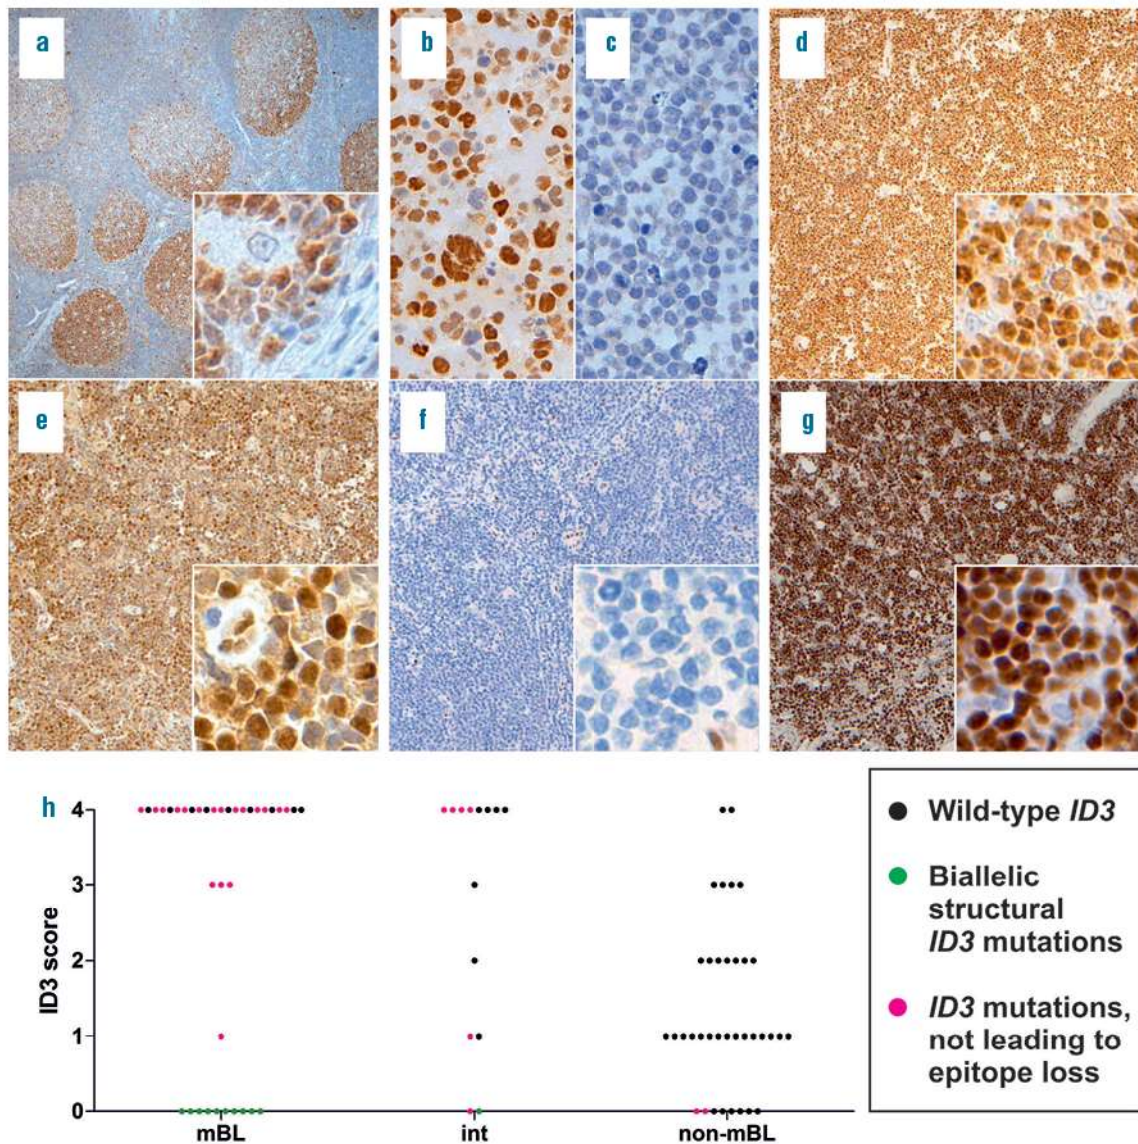 a
b
c
d
e
f
g
h
4
3
2
1
0
ID3 score
mBL
int
non-mBL
Wild-type ID3
Biallelic
structural
ID3 mutations
ID3 mutations,
not leading to
epitope loss